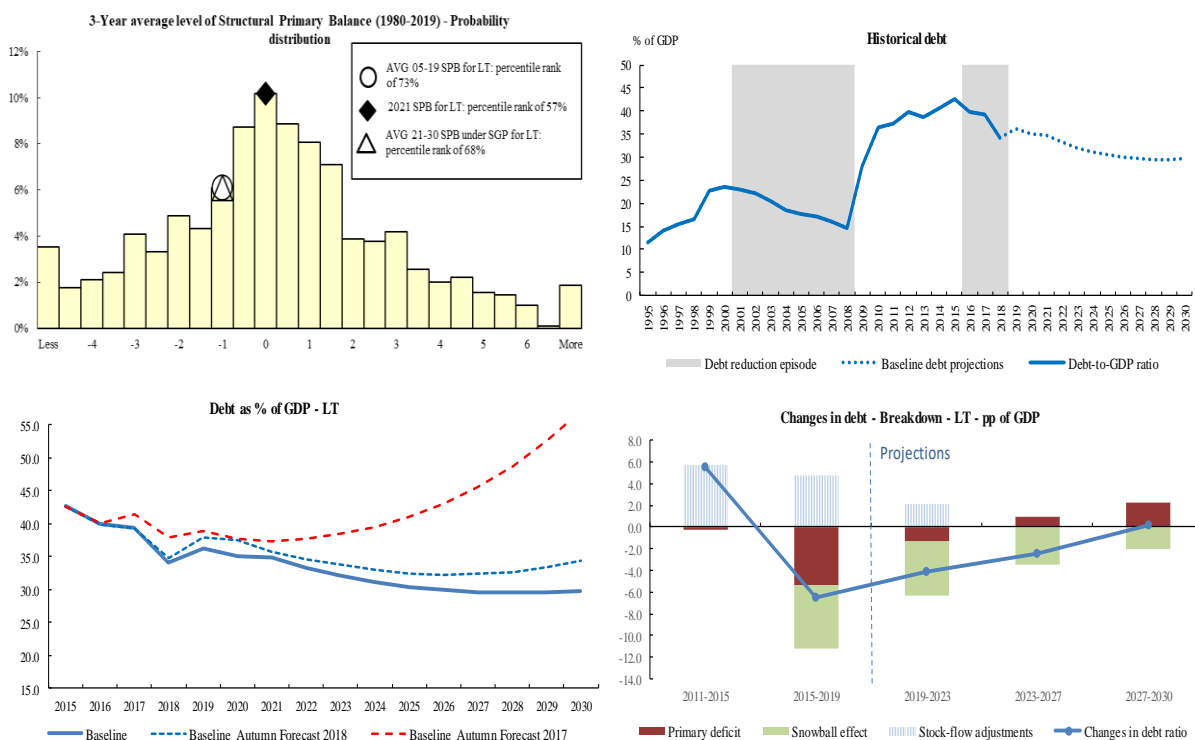 3-Year average level of Structural Primary Balance (1980-2019) - Probability
distribution
12%
10%
8%
6%
4%
2%
0%
AVG 05-19 SPB for LT: percentile rank
of 73%
2021 SPB for LT: percentile rank of 57%
AVG 21-30 SPB under SGP for LT:
percentile rank of 68%
Less -4 -3 -2 -1 0 1 2 3 4 5 6 More
% of GDP
Historical debt
50
45
40
35
30
25
20
15
10
5
0
1995 1996 1997 1998 1999 2000 2001 2002 2003 2004 2005 2006 2007 2008 2009 2010 2011 2012 2013 2014 2015 2016 2017 2018 2019 2020 2021 2022 2023 2024 2025 2026 2027 2028 2029 2030
Debt reduction episode Baseline debt projections Debt-to-GDP ratio
Debt as % of GDP - LT
55.0
50.0
45.0
40.0
35.0
30.0
25.0
20.0
15.0
2015 2016 2017 2018 2019 2020 2021 2022 2023 2024 2025 2026 2027 2028 2029 2030
Baseline Baseline_Autumn Forecast 2018 Baseline_Autumn Forecast 2017
Changes in debt - Breakdown - LT - pp of GDP
8.0
6.0
4.0
2.0
0.0
-2.0
-4.0
-6.0
-8.0
-10.0
-12.0
-14.0
Projections
2011-2015 2015-2019 2019-2023 2023-2027 2027-2030
Primary deficit Snowball effect Stock-flow adjustments Changes in debt ratio